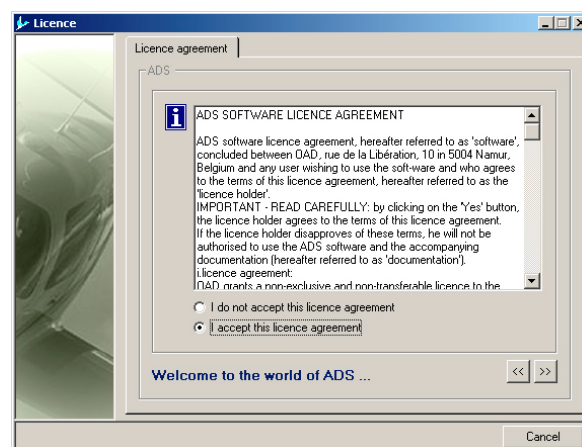 Licence
Licence agreement
ADS
ADS SOFTWARE LICENCE AGREEMENT
ADS software licence agreement, hereafter referred to as 'software',
concluded between OAD, rue de la Libération, 10 in 5004 Namur,
Belgium and any user wishing to use the soft-ware and who agrees
to the terms of this licence agreement, hereafter referred to as the
'licence holder'.
IMPORTANT - READ CAREFULLY: by clicking on the 'Yes' button,
the licence holder agrees to the terms of this licence agreement.
If the licence holder disapproves of these terms, he will not be
authorised to use the ADS software and the accompanying
documentation (hereafter referred to as 'documentation').
i.licence agreement:
OAD grants a non-exclusive and non-transferable licence to the
I do not accept this licence agreement
I accept this licence agreement
Welcome to the world of ADS ...
<< >>
Cancel